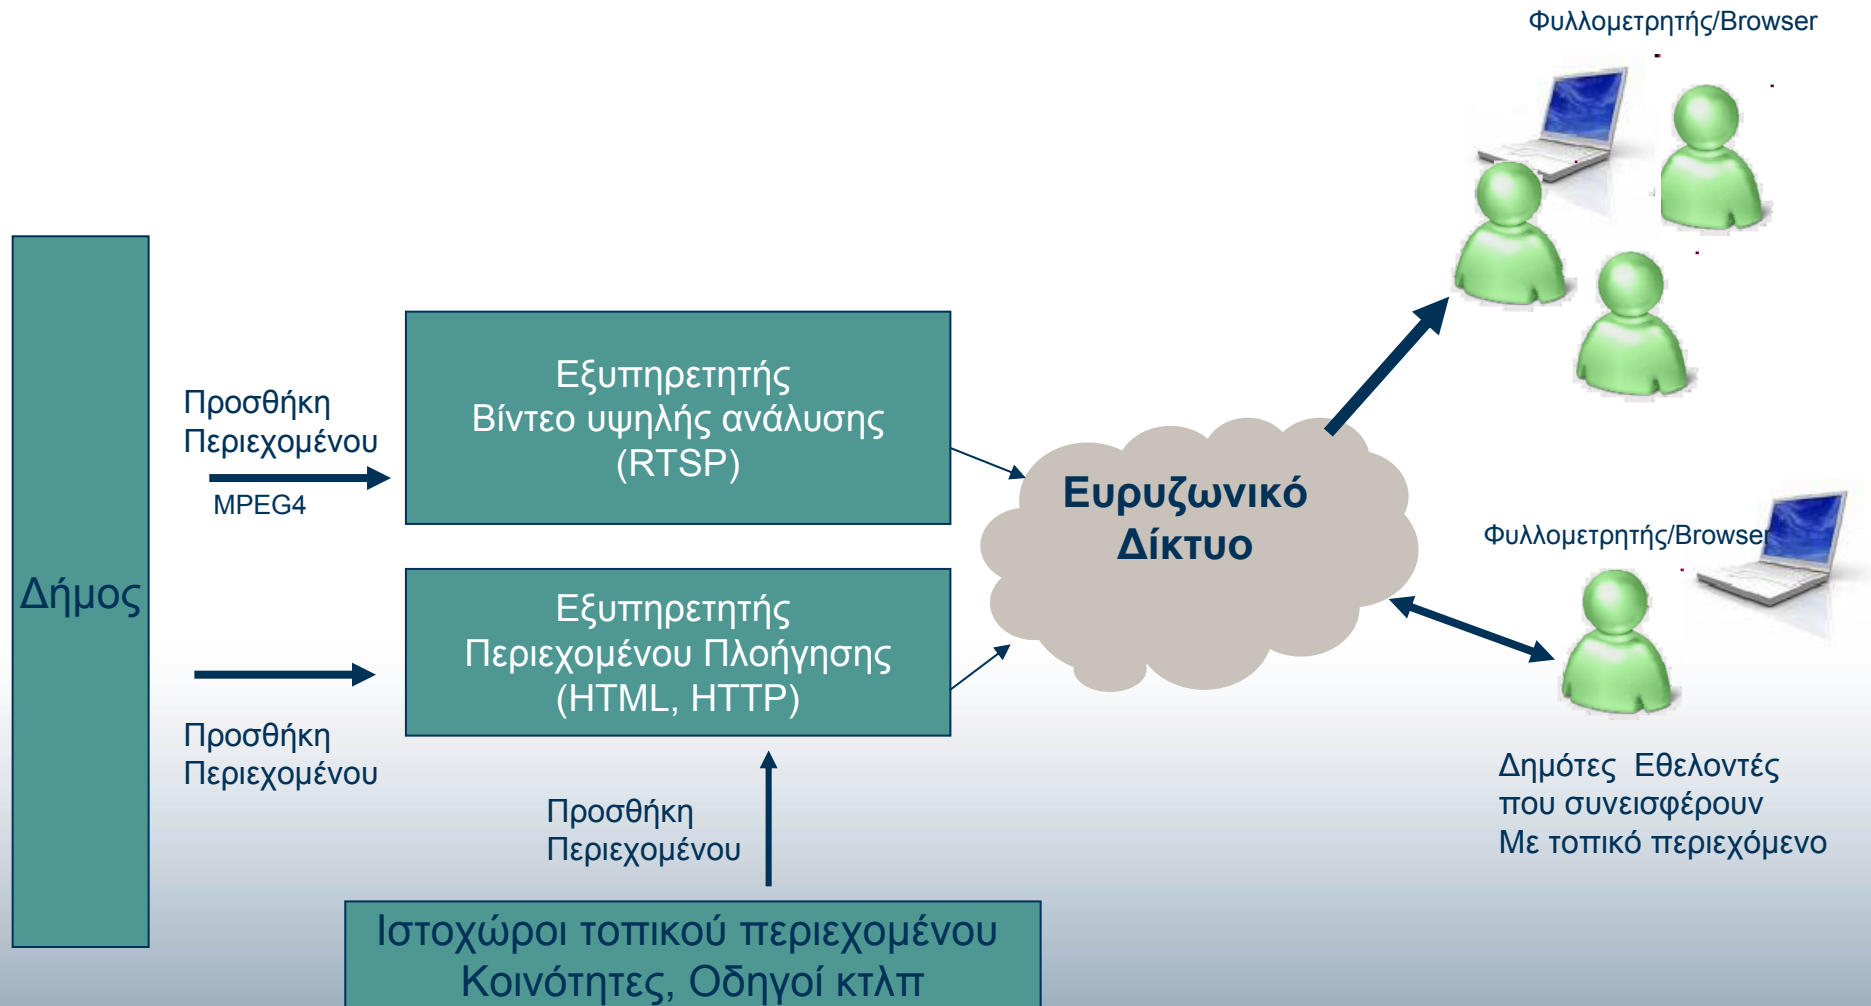 Φυλλομετρητής/Browser
Εξυπηρετητής
Βίντεο υψηλής ανάλυσης
(RTSP)
Προσθήκη
Περιεχομένου
MPEG4
Ευρυζωνικό
Δίκτυο
Φυλλομετρητής/Browser
Δήμος
Εξυπηρετητής
Περιεχομένου Πλοήγησης
(HTML, HTTP)
Προσθήκη
Περιεχομένου
Δημότες Εθελοντές
που συνεισφέρουν
Με τοπικό περιεχόμενο
Προσθήκη
Περιεχομένου
Ιστοχώροι τοπικού περιεχομένου
Κοινότητες, Οδηγοί κτλπ